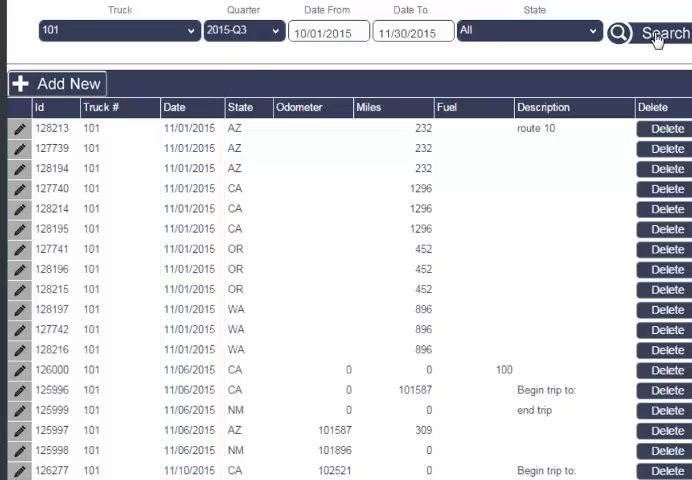 Truck Quarter Date From Date To State
101 2015-Q3 10/01/2015 11/30/2015 All Search
Add New
Id Truck # Date State Odometer Miles Fuel Description Delete
128213 101 11/01/2015 AZ 232 route 10 Delete
127739 101 11/01/2015 AZ 232 Delete
128194 101 11/01/2015 AZ 232 Delete
127740 101 11/01/2015 CA 1296 Delete
128214 101 11/01/2015 CA 1296 Delete
128195 101 11/01/2015 CA 1296 Delete
127741 101 11/01/2015 OR 452 Delete
128196 101 11/01/2015 OR 452 Delete
128215 101 11/01/2015 OR 452 Delete
128197 101 11/01/2015 WA 896 Delete
127742 101 11/01/2015 WA 896 Delete
128216 101 11/01/2015 WA 896 Delete
126000 101 11/06/2015 CA 0 0 100 Delete
125996 101 11/06/2015 CA 0 101587 Begin trip to: Delete
125999 101 11/06/2015 NM 0 0 end trip Delete
125997 101 11/06/2015 AZ 101587 309 Delete
125998 101 11/06/2015 NM 101896 0 Delete
126277 101 11/10/2015 CA 102521 0 Begin trip to: Delete